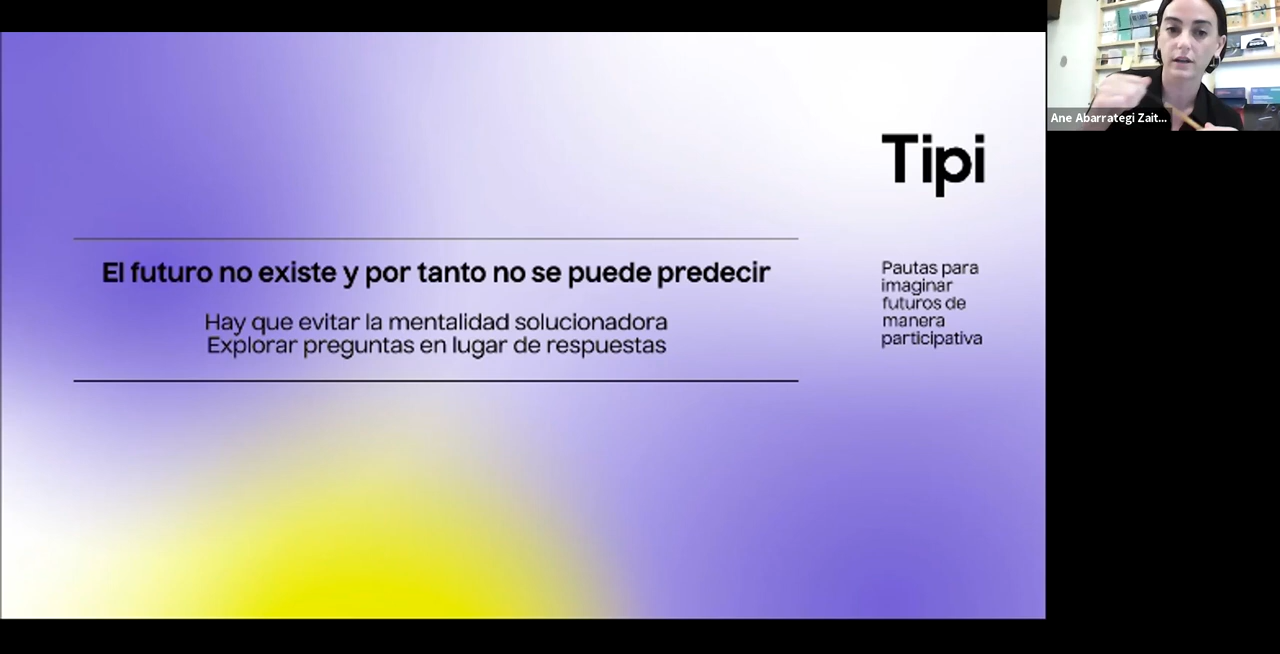 Ane Abarrategi Zait...
Tipi
El futuro no existe y por tanto no se puede predecir
Hay que evitar la mentalidad solucionadora
Explorar preguntas en lugar de respuestas
Pautas para
imaginar
futuros de
manera
participativa